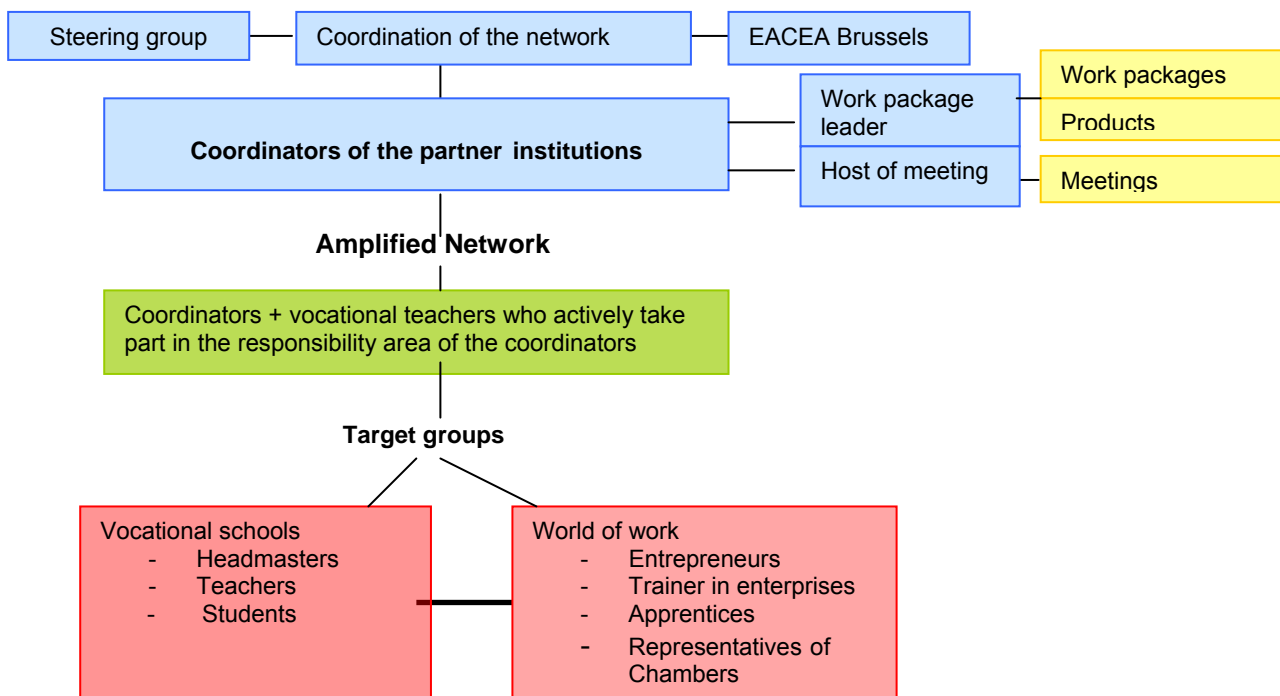 Steering group
Coordination of the network
EACEA Brussels
Work packages
Work package
leader
Products
Coordinators of the partner institutions
Host of meeting
Meetings
Amplified Network
Coordinators + vocational teachers who actively take
part in the responsibility area of the coordinators
Target groups
Vocational schools
- Headmasters
- Teachers
- Students
World of work
- Entrepreneurs
- Trainer in enterprises
- Apprentices
- Representatives of
Chambers